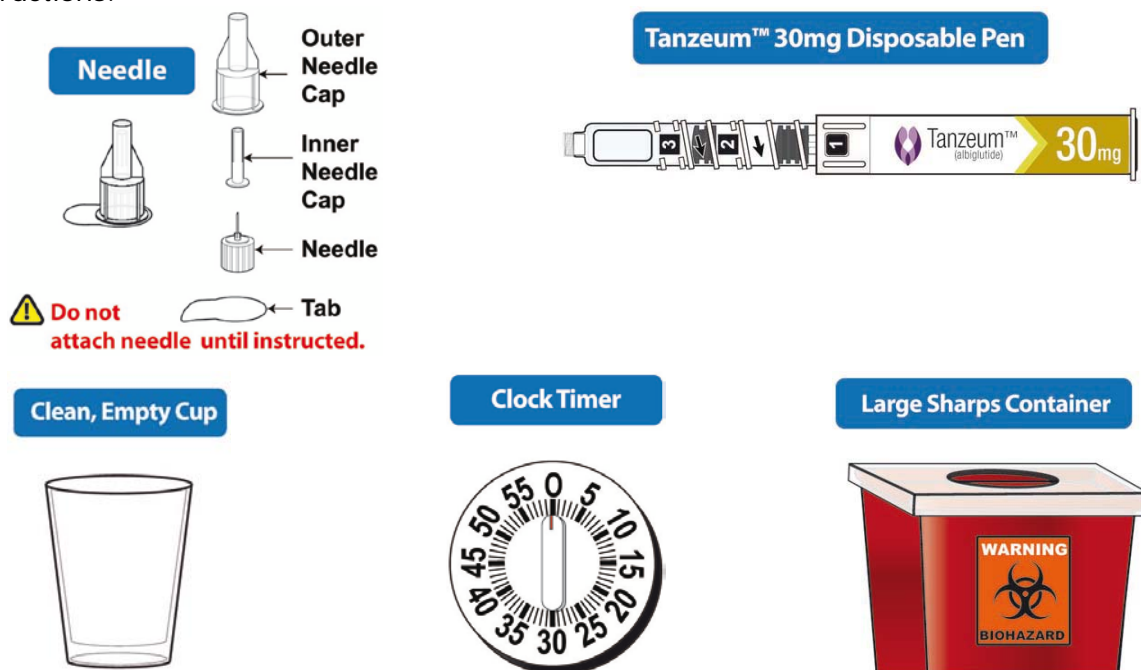 Needle
Outer
Needle
Cap
Inner
Needle
Cap
Needle
Tab
Do not
attach needle until instructed.
Tanzeum™ 30mg Disposable Pen
3
2
1
Tanzeum™
(albiglutide)
30mg
Clean, Empty Cup
Clock Timer
0
5
10
15
20
25
30
35
40
45
50
55
Large Sharps Container
WARNING
BIOHAZARD